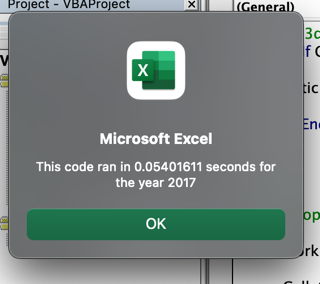 Project - VBAProject
(General)
Microsoft Excel
This code ran in 0.05401611 seconds for
the year 2017
OK